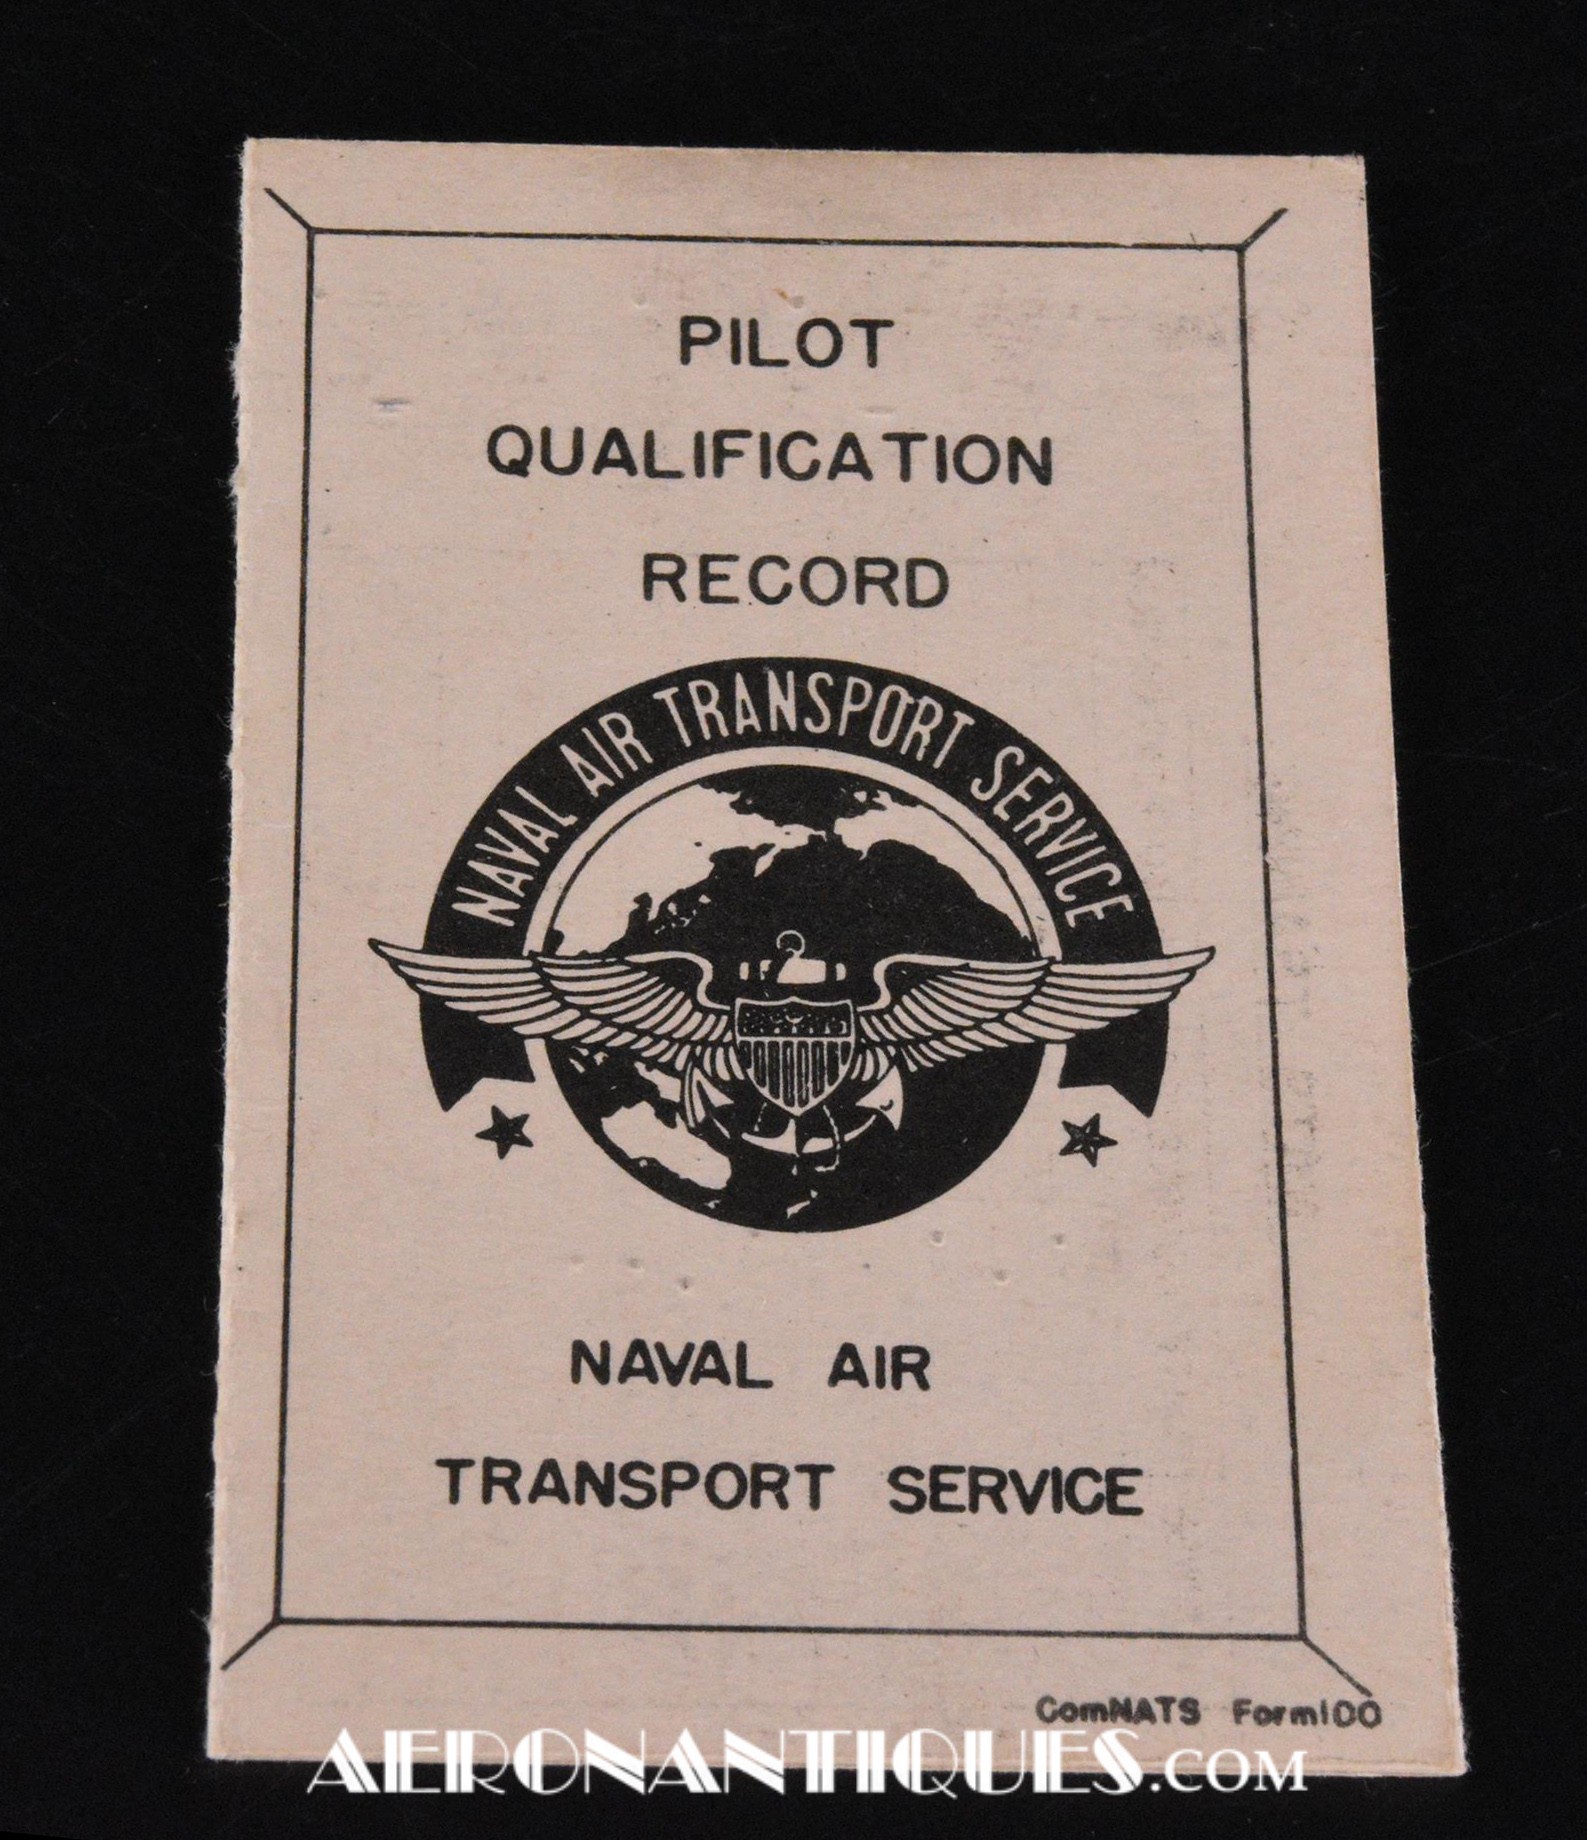 PILOT
QUALIFICATION
RECORD
NAVAL AIR TRANSPORT SERVICE
NAVAL AIR
TRANSPORT SERVICE
ComNATS Form100
AERONANTIQUES.COM